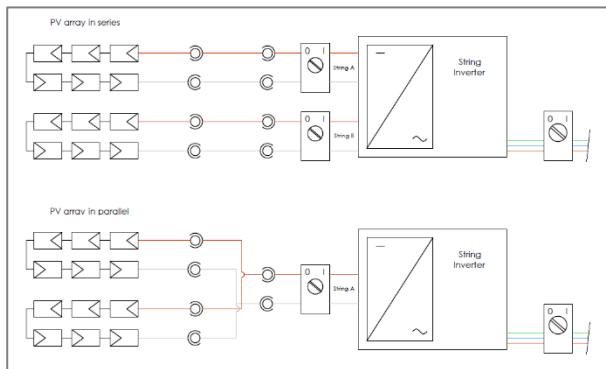 PV array in series
0 I
String A
String
Inverter
0 I
String B
0 I
PV array in parallel
0 I
String A
String
Inverter
0 I